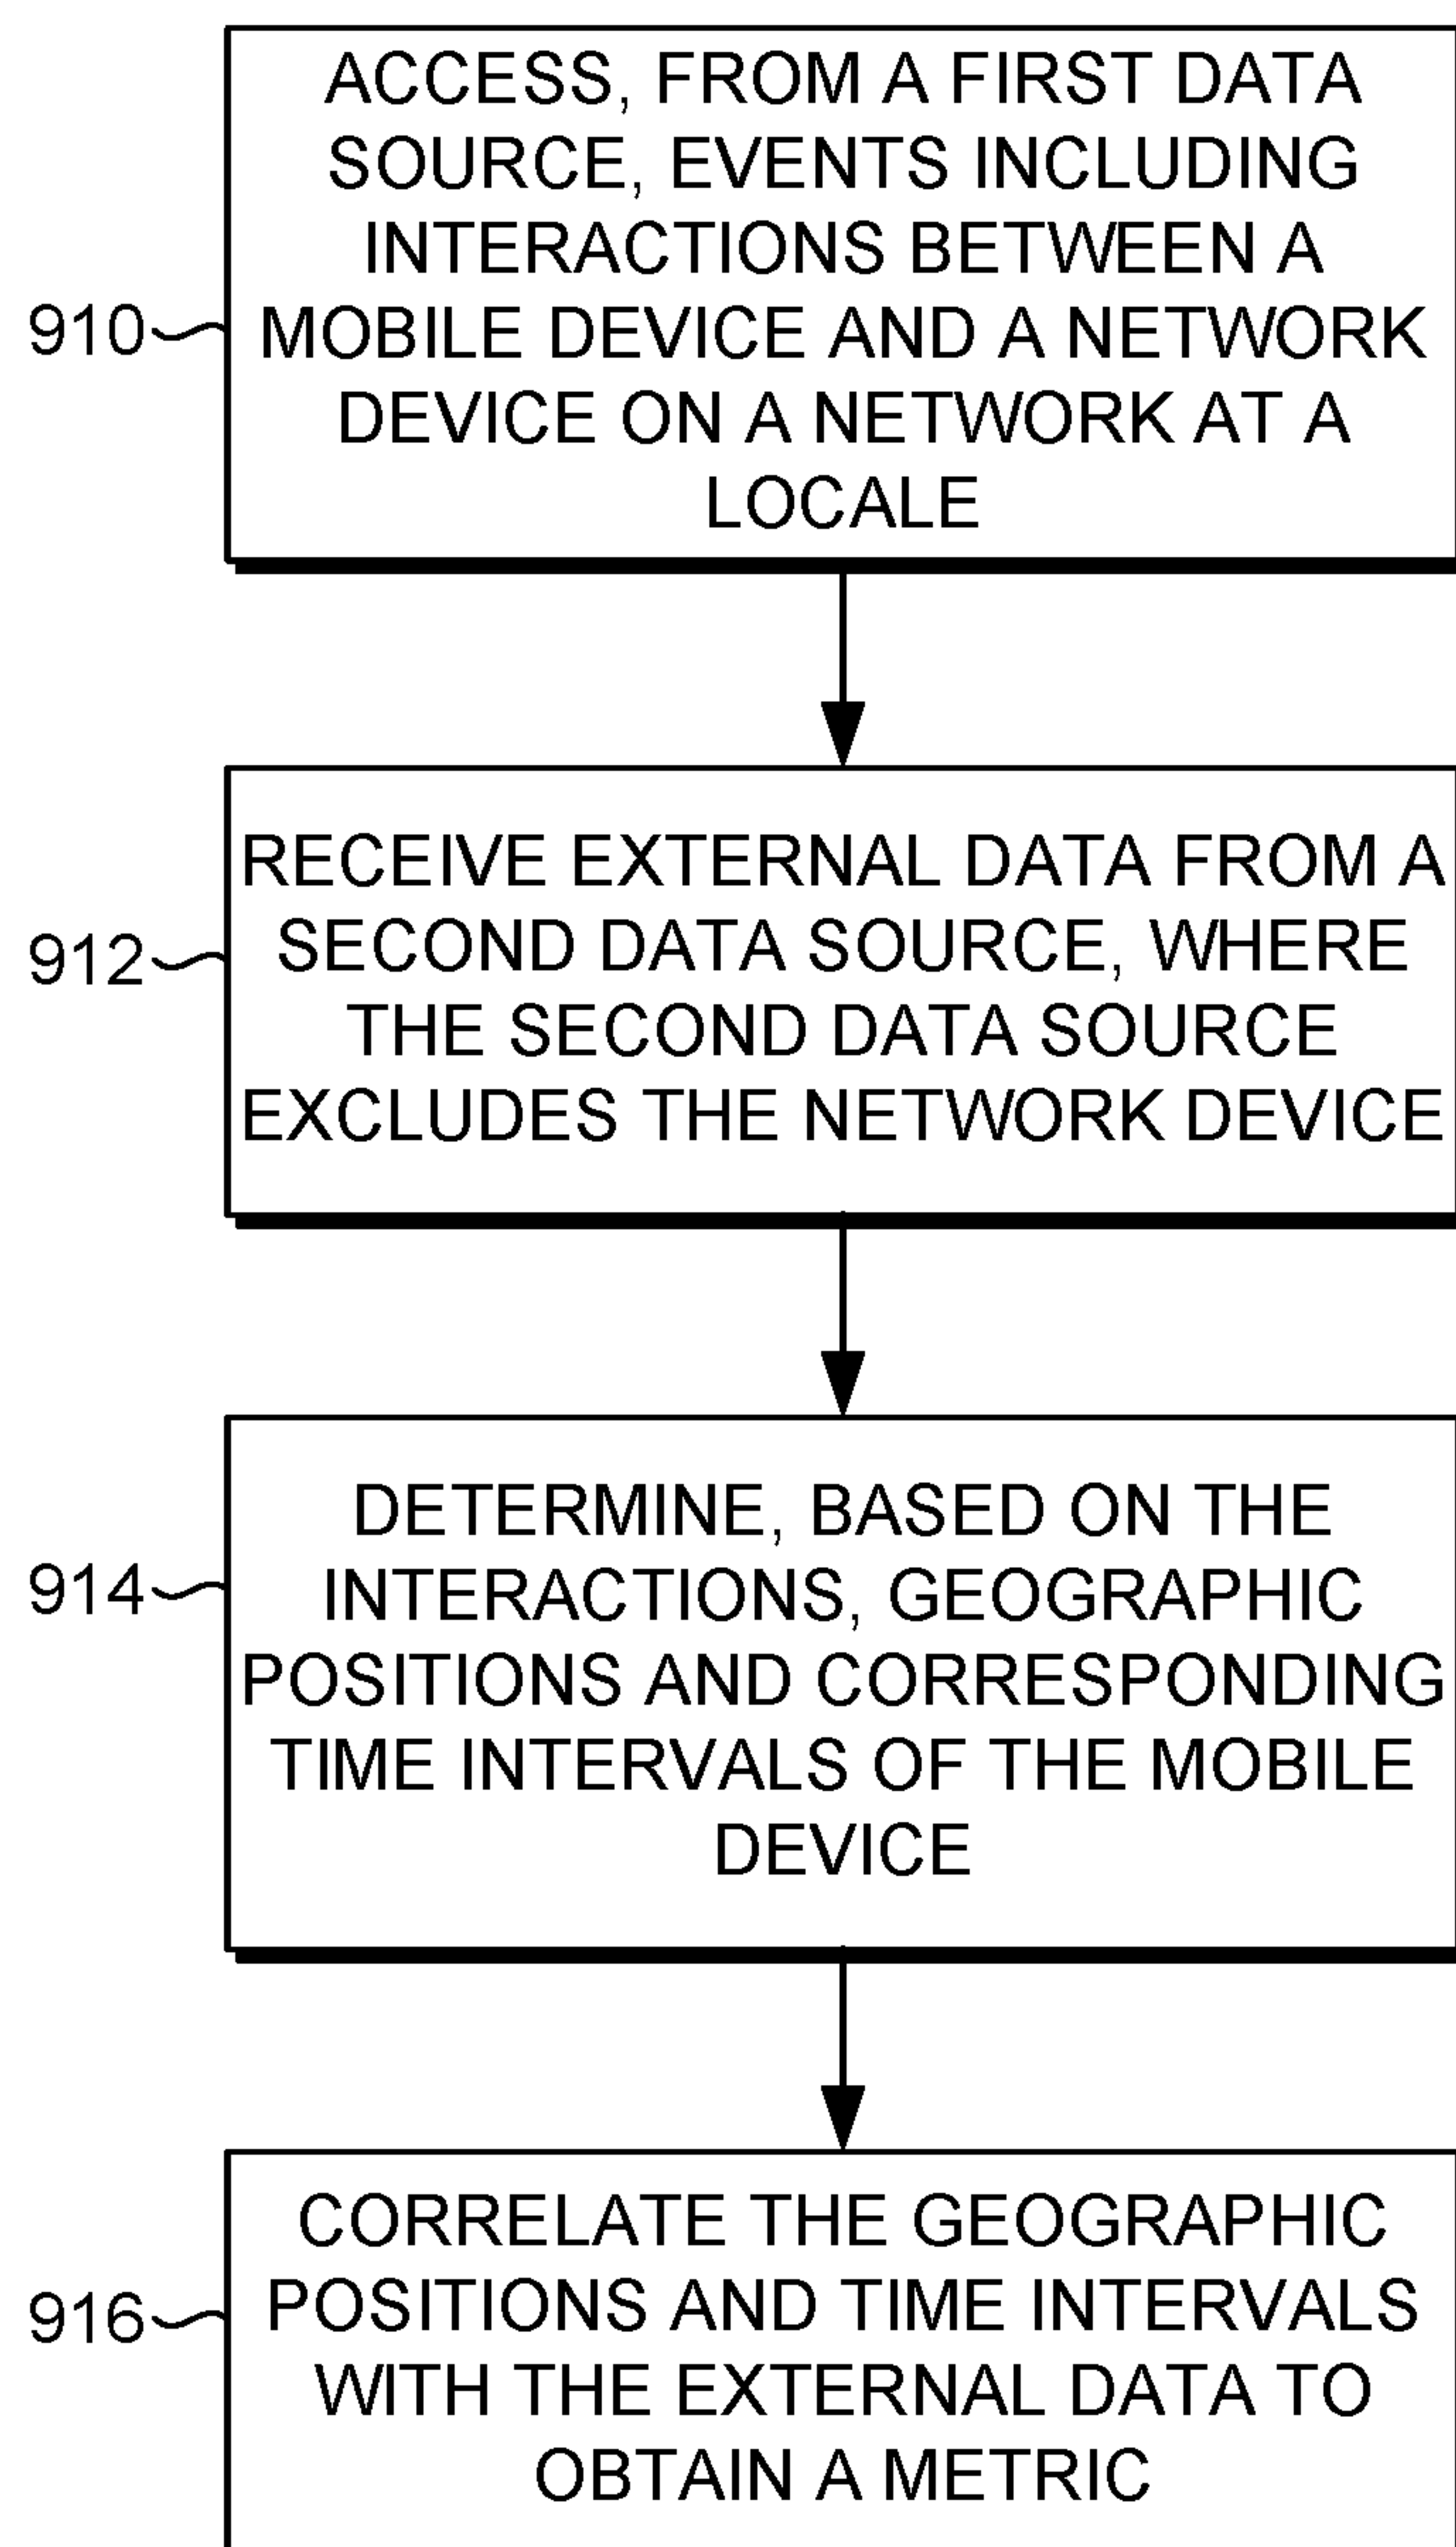 ACCESS, FROM A FIRST DATA
SOURCE, EVENTS INCLUDING
INTERACTIONS BETWEEN A
910
MOBILE DEVICE AND A NETWORK
DEVICE ON A NETWORK AT A
LOCALE
RECEIVE EXTERNAL DATA FROM A
912
SECOND DATA SOURCE, WHERE
THE SECOND DATA SOURCE
EXCLUDES THE NETWORK DEVICE
DETERMINE, BASED ON THE
914
INTERACTIONS, GEOGRAPHIC
POSITIONS AND CORRESPONDING
TIME INTERVALS OF THE MOBILE
DEVICE
CORRELATE THE GEOGRAPHIC
916
POSITIONS AND TIME INTERVALS
WITH THE EXTERNAL DATA TO
OBTAIN A METRIC